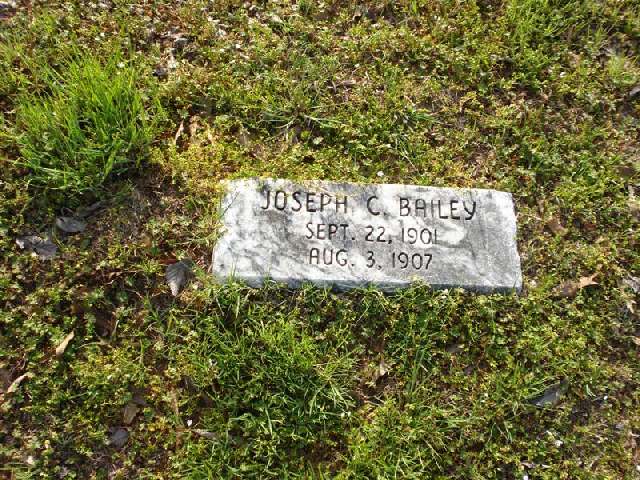 JOSEPH C. BAILEY
SEPT. 22, 1901
AUG. 3, 1907